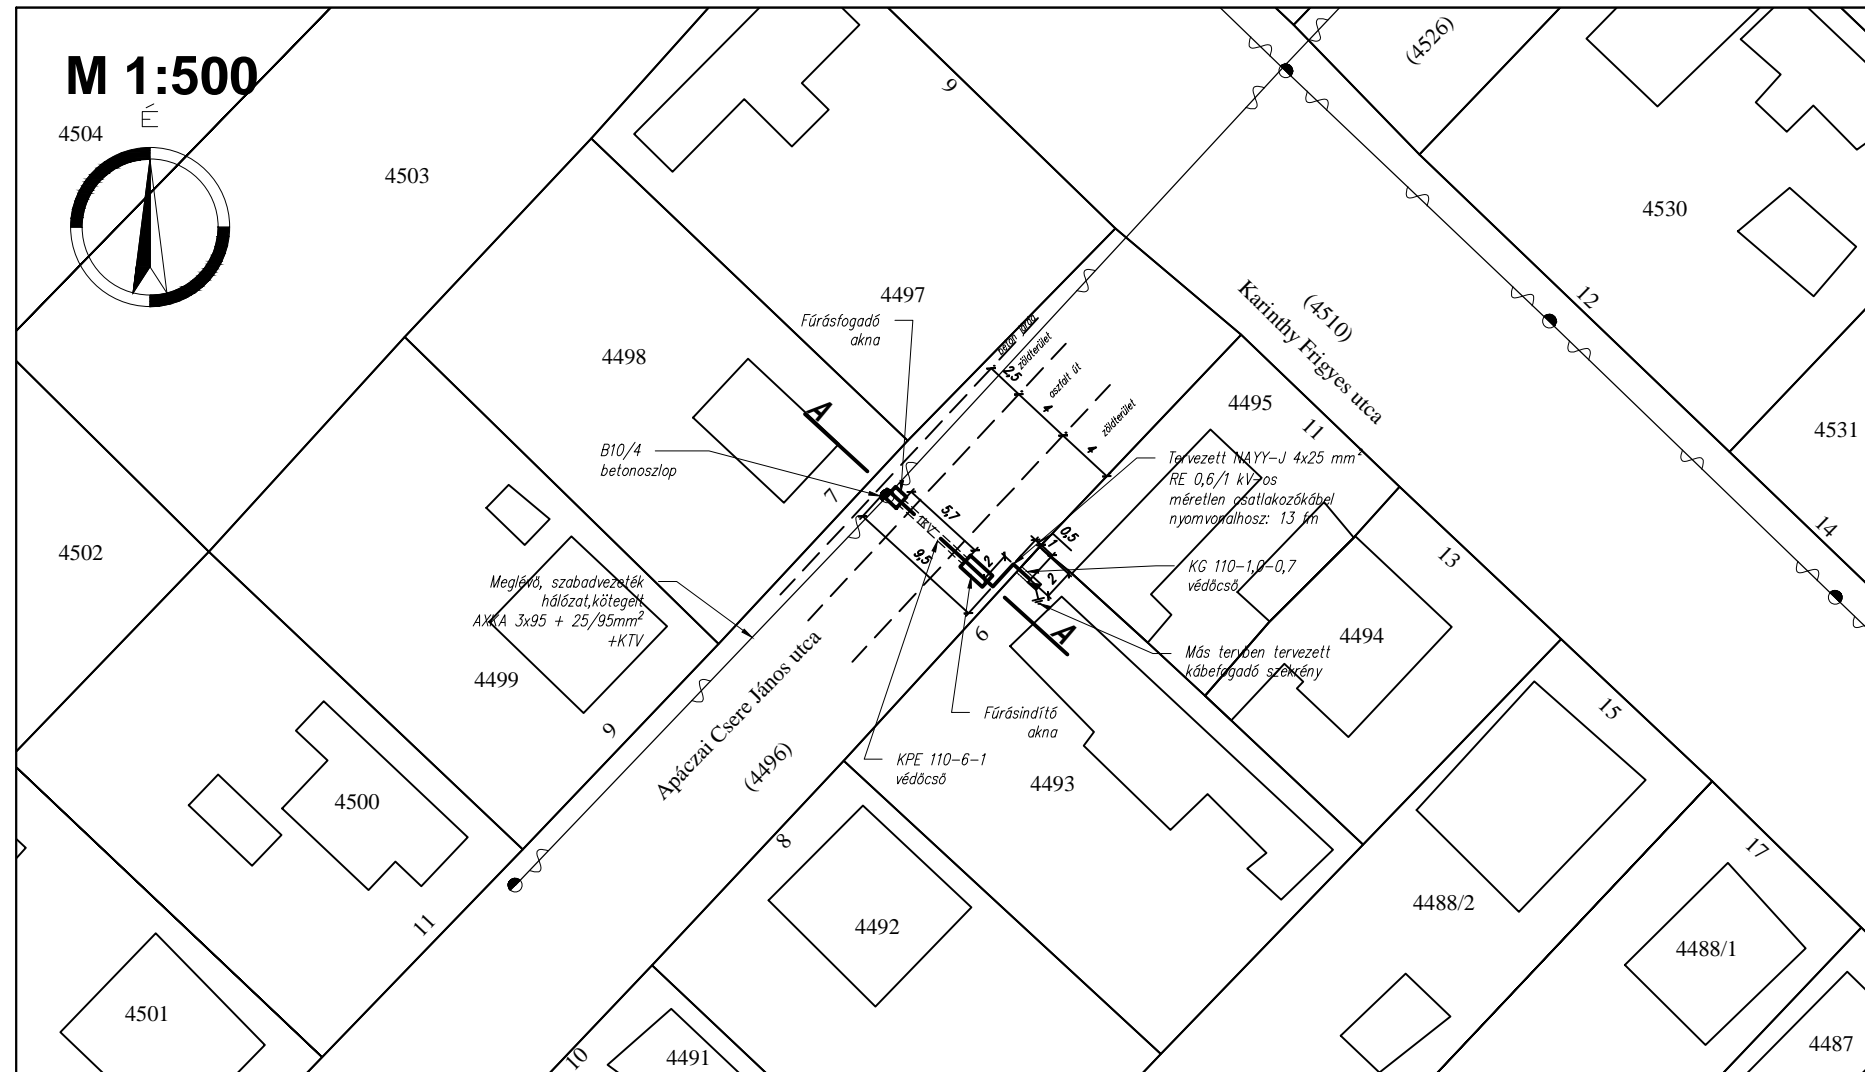 M 1:500
É
4504
4503
9
(4526)
4530
12
4497
Fúrásfogadó
akna
4498
(4510)
Karinthy Frigyes utca
beton járda
zöldterület
2,5
aszfalt út
4
zöldterület
4
4495
11
4531
A
B10/4
betonoszlop
7
Tervezett NAYY-J 4x25 mm²
RE 0,6/1 kV-os
méretlen csatlakozókábel
nyomvonalhosz: 13 fm
14
13
4502
5,7
1KV
9,5
2
0,5
1
2
KG 110-1,0-0,7
védőcső
Meglévő, szabadvezeték
hálózat,kötegelt
AXKA 3x95 + 25/95mm²
+KTV
6
A
4494
Más tervben tervezett
kábefogadó szekrény
4499
9
Apáczai Csere János utca
(4496)
Fúrásindító
akna
15
KPE 110-6-1
védőcső
4493
4500
8
17
11
4492
4488/2
4488/1
4501
10
4491
4487